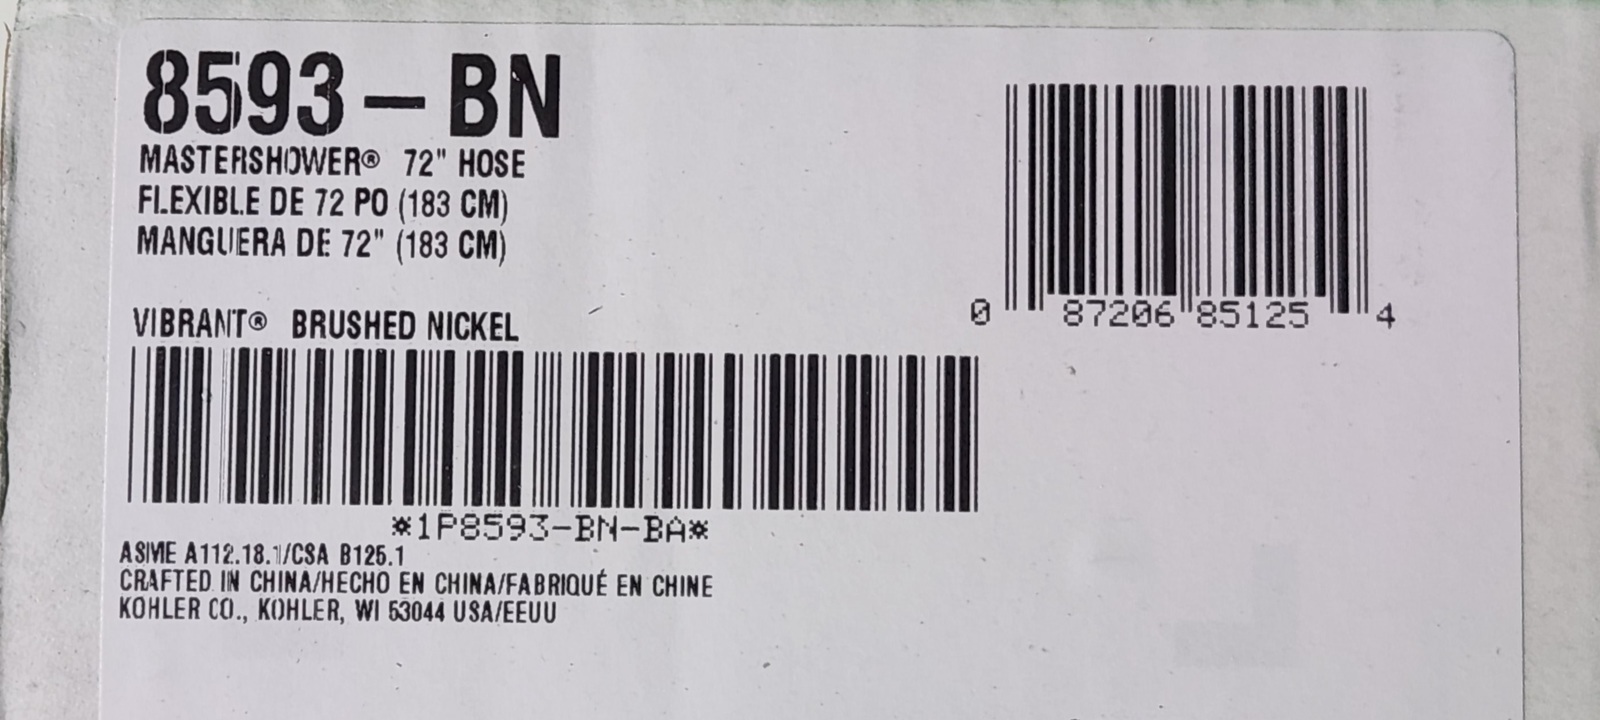 8593-BN
MASTERSHOWER® 72" HOSE
FLEXIBLE DE 72 PO (183 CM)
MANGUERA DE 72" (183 CM)
VIBRANT® BRUSHED NICKEL
0 87206 85125 4
*1P8593-BN-BA*
ASME A112.18.1/CSA B125.1
CRAFTED IN CHINA/HECHO EN CHINA/FABRIQUÉ EN CHINE
KOHLER CO., KOHLER, WI 53044 USA/EEUU